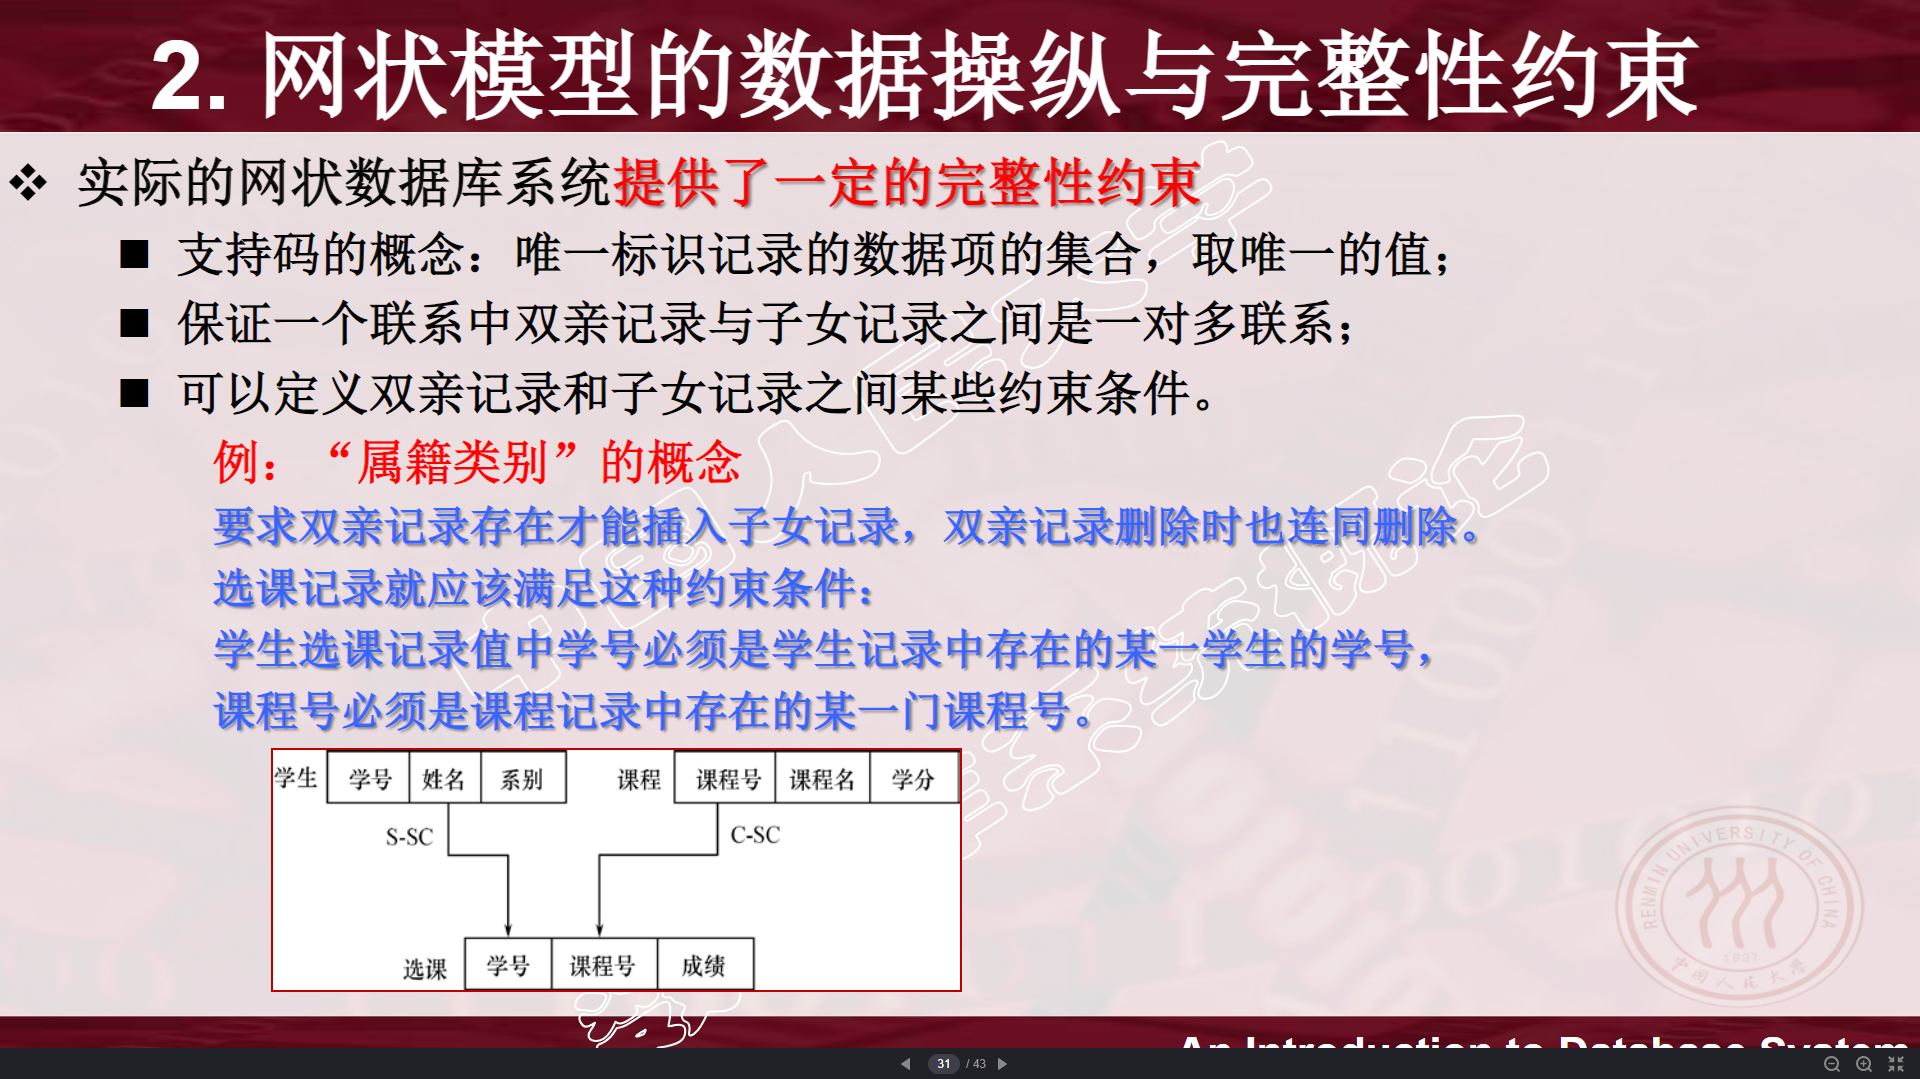 2. 网状模型的数据操纵与完整性约束
实际的网状数据库系统提供了一定的完整性约束
支持码的概念：唯一标识记录的数据项的集合，取唯一的值；
保证一个联系中双亲记录与子女记录之间是一对多联系；
可以定义双亲记录和子女记录之间某些约束条件。
例：“属籍类别”的概念
要求双亲记录存在才能插入子女记录，双亲记录删除时也连同删除。
选课记录就应该满足这种约束条件：
学生选课记录值中学号必须是学生记录中存在的某一学生的学号，
课程号必须是课程记录中存在的某一门课程号。
学生 学号 姓名 系别 课程 课程号 课程名 学分
S-SC C-SC
选课 学号 课程号 成绩
RENMIN UNIVERSITY OF CHINA
1937
中国人民大学
An Introduction to Database System
31 / 43